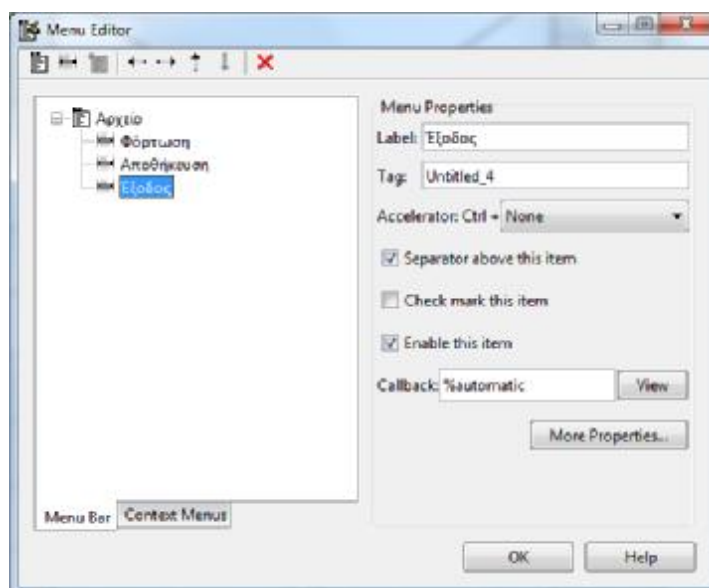 Menu Editor
Αρχείο
Φόρτωση
Αποθήκευση
Έξοδος
Menu Bar
Context Menus
Menu Properties
Label: Έξοδος
Tag: Untitled_4
Accelerator: Ctrl + None
Separator above this item
Check mark this item
Enable this item
Callback: %automatic View
More Properties...
OK Help